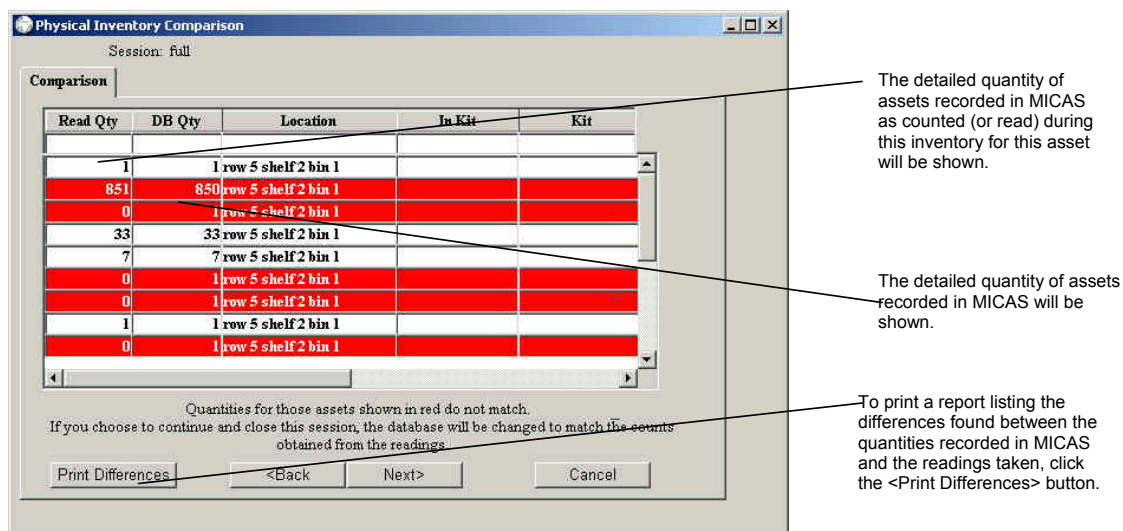 Physical Inventory Comparison
Session: full
Comparison
Read Qty DB Qty Location In Kit Kit
1 1 row 5 shelf 2 bin 1
851 850 row 5 shelf 2 bin 1
0 1 row 5 shelf 2 bin 1
33 33 row 5 shelf 2 bin 1
7 7 row 5 shelf 2 bin 1
0 1 row 5 shelf 2 bin 1
0 1 row 5 shelf 2 bin 1
1 1 row 5 shelf 2 bin 1
0 1 row 5 shelf 2 bin 1
Quantities for those assets shown in red do not match.
If you choose to continue and close this session, the database will be changed to match the counts
obtained from the readings.
Print Differences <Back Next> Cancel
The detailed quantity of
assets recorded in MICAS
as counted (or read) during
this inventory for this asset
will be shown.
The detailed quantity of assets
recorded in MICAS will be
shown.
To print a report listing the
differences found between the
quantities recorded in MICAS
and the readings taken, click
the <Print Differences> button.